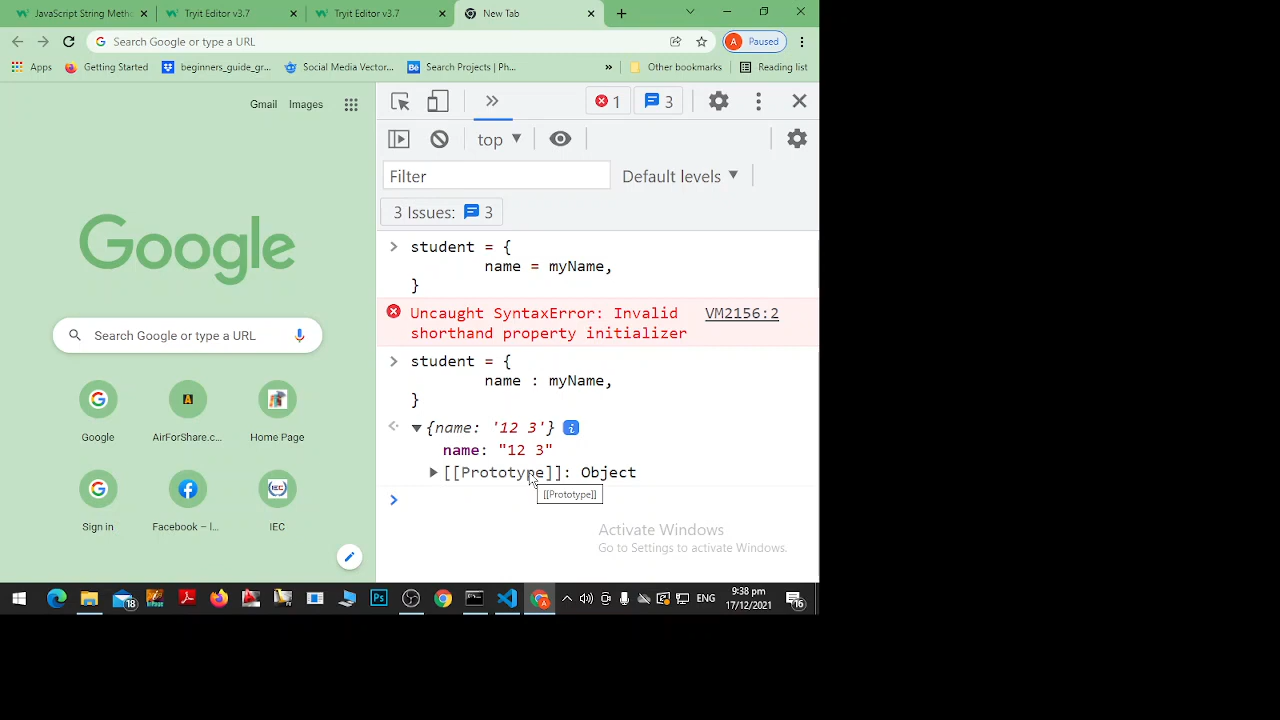 JavaScript String Metho
Tryit Editor v3.7
Tryit Editor v3.7
New Tab
Search Google or type a URL
A Paused
Apps
Getting Started
beginners_guide_gr...
Social Media Vector...
Bē Search Projects | Ph...
»
Other bookmarks
Reading list
Gmail Images
Google
Search Google or type a URL
Google
AirForShare.c...
Home Page
Sign in
Facebook – l...
IEC
» 1 3
top
Filter
Default levels
3 Issues: 3
> student = {
name = myName,
}
Uncaught SyntaxError: Invalid VM2156:2
shorthand property initializer
> student = {
name : myName,
}
{name: '12 3'} i
name: "12 3"
[[Prototype]]: Object
[[Prototype]]
>
Activate Windows
Go to Settings to activate Windows.
18
Ps
ENG
9:38 pm
17/12/2021
16